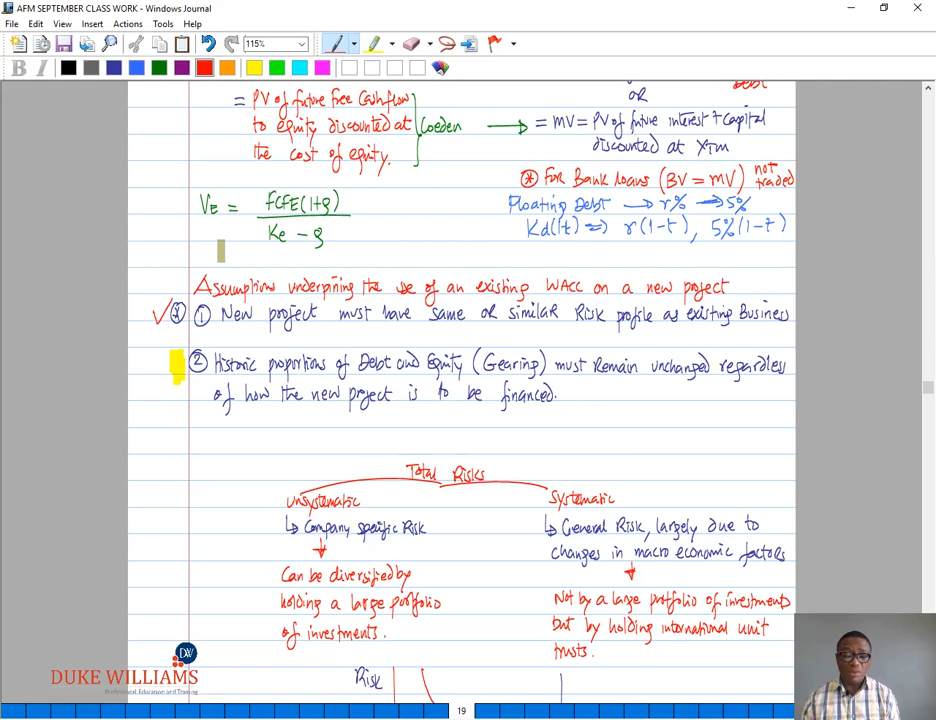 AFM SEPTEMBER CLASS WORK - Windows Journal
File Edit View Insert Actions Tools Help
115%
B I
= PV of future free Cashflow
to equity discounted at
the cost of equity.
Coeden
VE = FCFE(1+g)
Ke - g
Debt
OR
= MV = PV of future interest + Capital
discounted at YTM
* For Bank loans (BV = MV) not
traded
Floating Debt → r% → 5%
Kd(1-t) => r(1-t), 5%(1-t)
Assumptions underpining the use of an existing WACC on a new project
① New project must have same or similar Risk profile as existing Business
② Historic proportions of Debt and Equity (Gearing) must Remain unchanged regardless
of how the new project is to be financed.
Total Risks
Unsystematic
↳ Company specific Risk
Can be diversified by
holding a large portfolio
of investments.
Systematic
↳ General Risk, largely due to
changes in macro economic factors
Not by a large portfolio of investments
but by holding international unit
trusts.
Risk
DW
DUKE WILLIAMS
Professional Education and Training
19